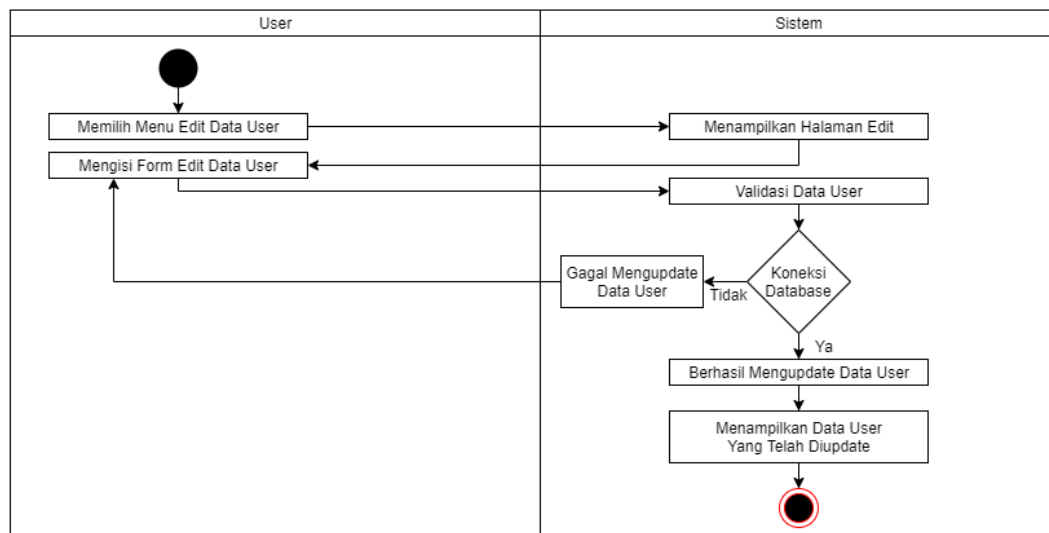 User
Sistem
Memilih Menu Edit Data User
Menampilkan Halaman Edit
Mengisi Form Edit Data User
Validasi Data User
Gagal Mengupdate
Data User
Tidak
Koneksi
Database
Ya
Berhasil Mengupdate Data User
Menampilkan Data User
Yang Telah Diupdate